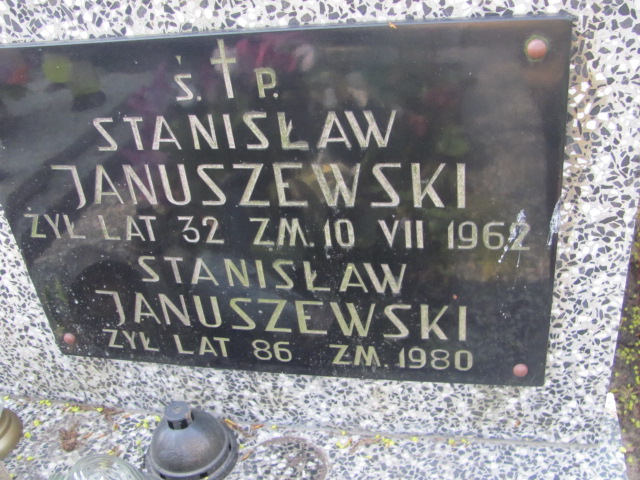 Ś. P.
STANISŁAW
JANUSZEWSKI
ŻYŁ LAT 32 ZM. 10 VII 1962
STANISŁAW
JANUSZEWSKI
ŻYŁ LAT 86 ZM. 1980